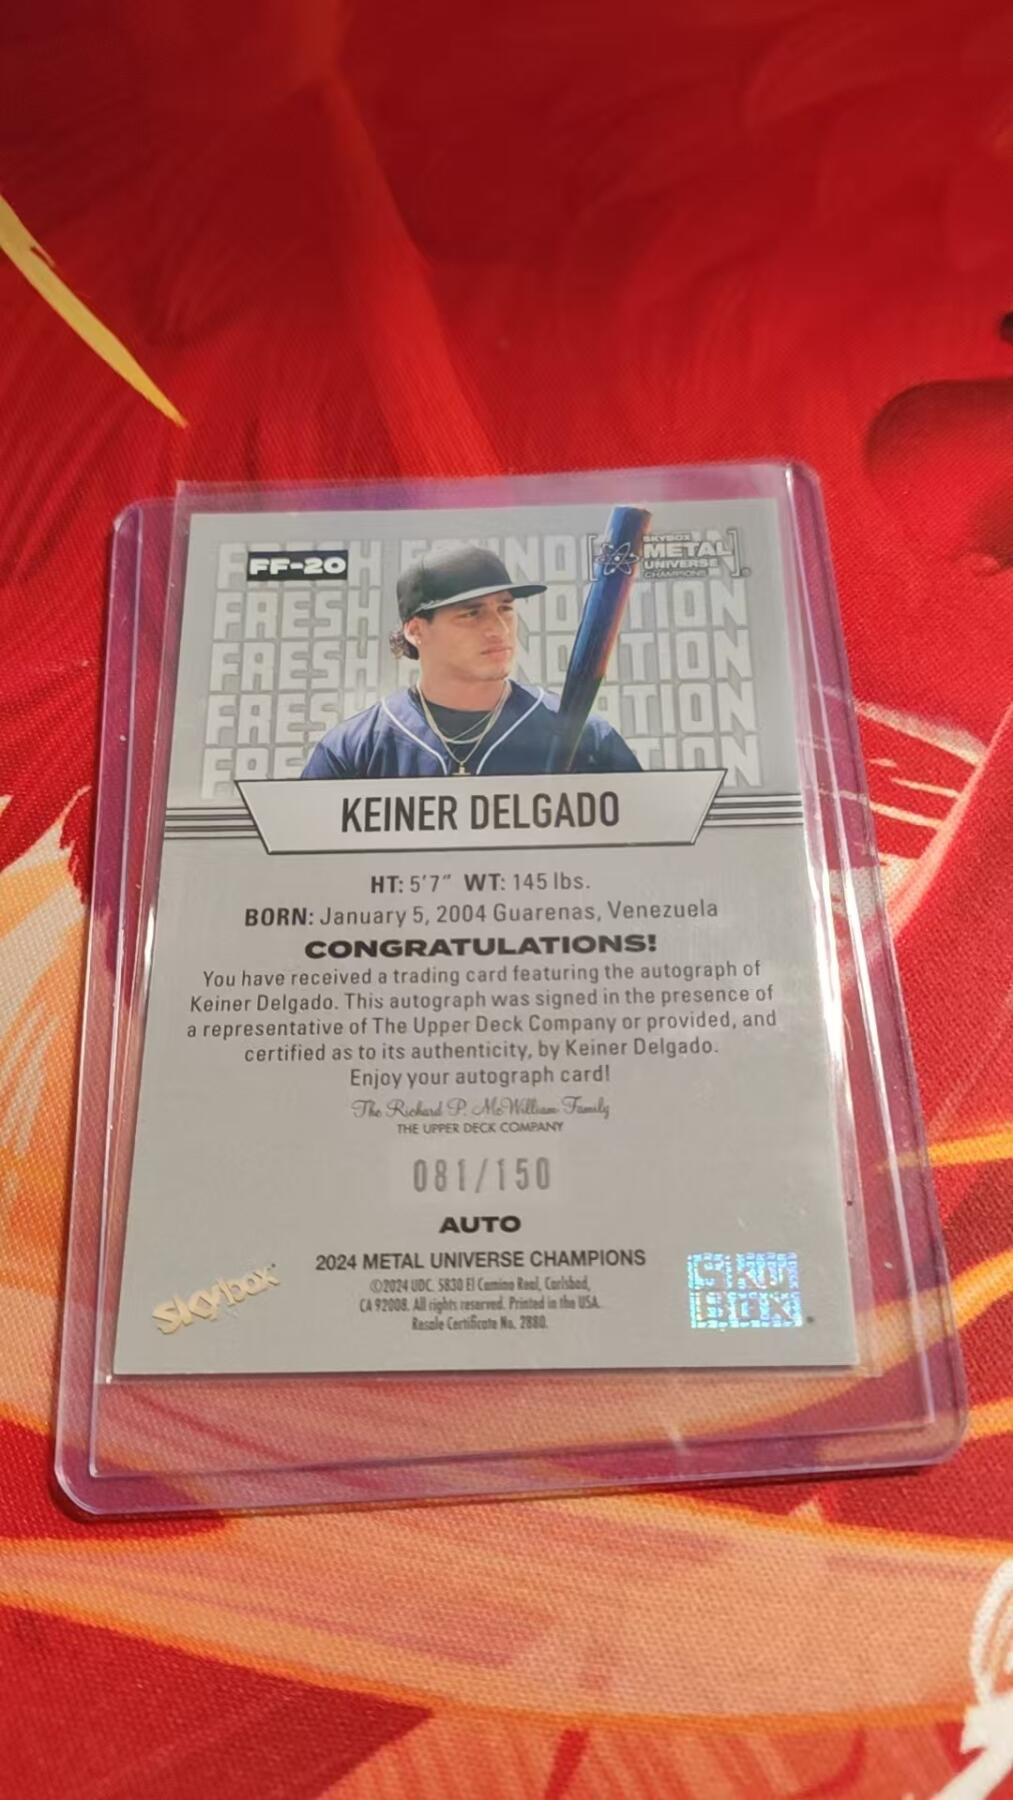 FF-20
SKYBOX
METAL
UNIVERSE
CHAMPIONS
FRESH FOUNDATION
FRESH FOUNDATION
FRESH FOUNDATION
FRESH FOUNDATION
FRESH FOUNDATION
KEINER DELGADO
HT: 5'7" WT: 145 lbs.
BORN: January 5, 2004 Guarenas, Venezuela
CONGRATULATIONS!
You have received a trading card featuring the autograph of
Keiner Delgado. This autograph was signed in the presence of
a representative of The Upper Deck Company or provided, and
certified as to its authenticity, by Keiner Delgado.
Enjoy your autograph card!
The Richard P. McWilliam Family
THE UPPER DECK COMPANY
081/150
AUTO
2024 METAL UNIVERSE CHAMPIONS
©2024 UDC. 5830 El Camino Real, Carlsbad,
CA 92008. All rights reserved. Printed in the USA.
Resale Certificate No. 2880.
Skybox
SKY
BOX